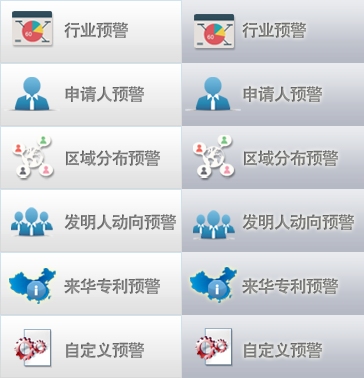 行业预警 行业预警
申请人预警 申请人预警
区域分布预警 区域分布预警
发明人动向预警 发明人动向预警
来华专利预警 来华专利预警
自定义预警 自定义预警